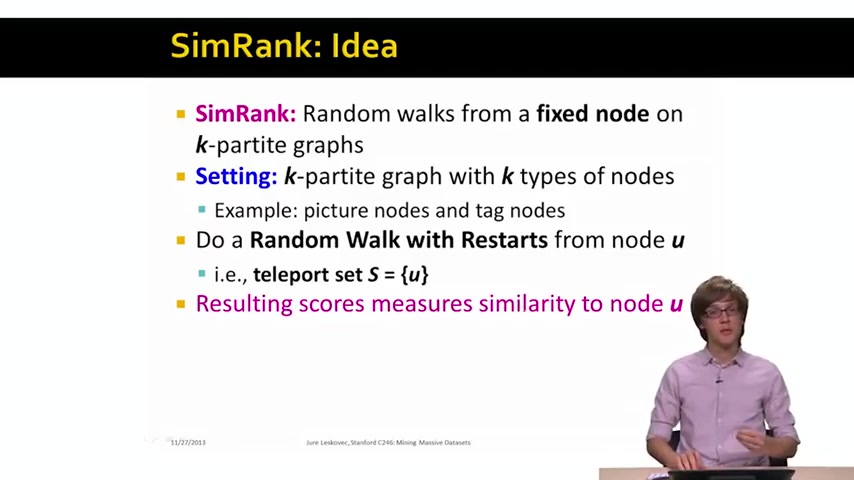 SimRank: Idea
SimRank: Random walks from a fixed node on
k-partite graphs
Setting: k-partite graph with k types of nodes
Example: picture nodes and tag nodes
Do a Random Walk with Restarts from node u
i.e., teleport set S = {u}
Resulting scores measures similarity to node u
11/27/2013
Jure Leskovec, Stanford C246: Mining Massive Datasets